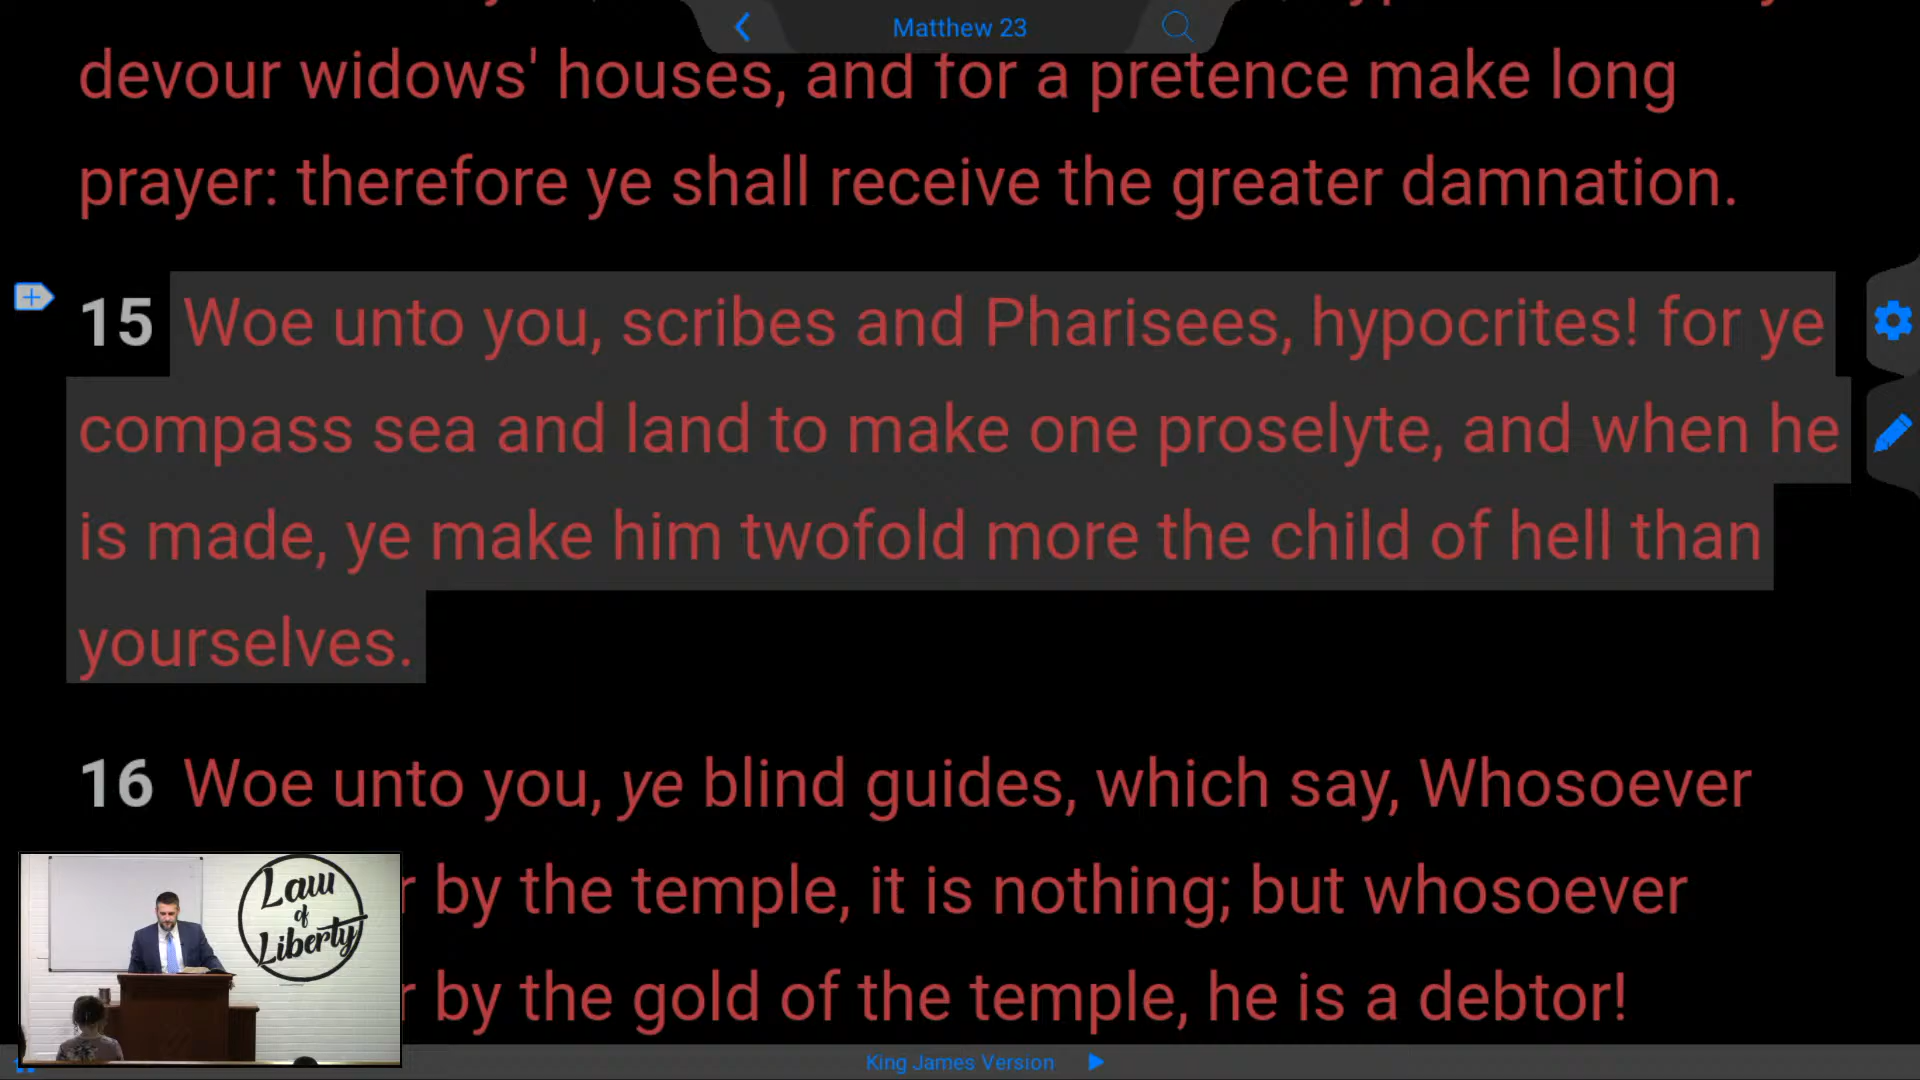 Matthew 23
devour widows' houses, and for a pretence make long
prayer: therefore ye shall receive the greater damnation.
15 Woe unto you, scribes and Pharisees, hypocrites! for ye
compass sea and land to make one proselyte, and when he
is made, ye make him twofold more the child of hell than
yourselves.
16 Woe unto you, ye blind guides, which say, Whosoever
by the temple, it is nothing; but whosoever
by the gold of the temple, he is a debtor!
Law
of
Liberty
King James Version